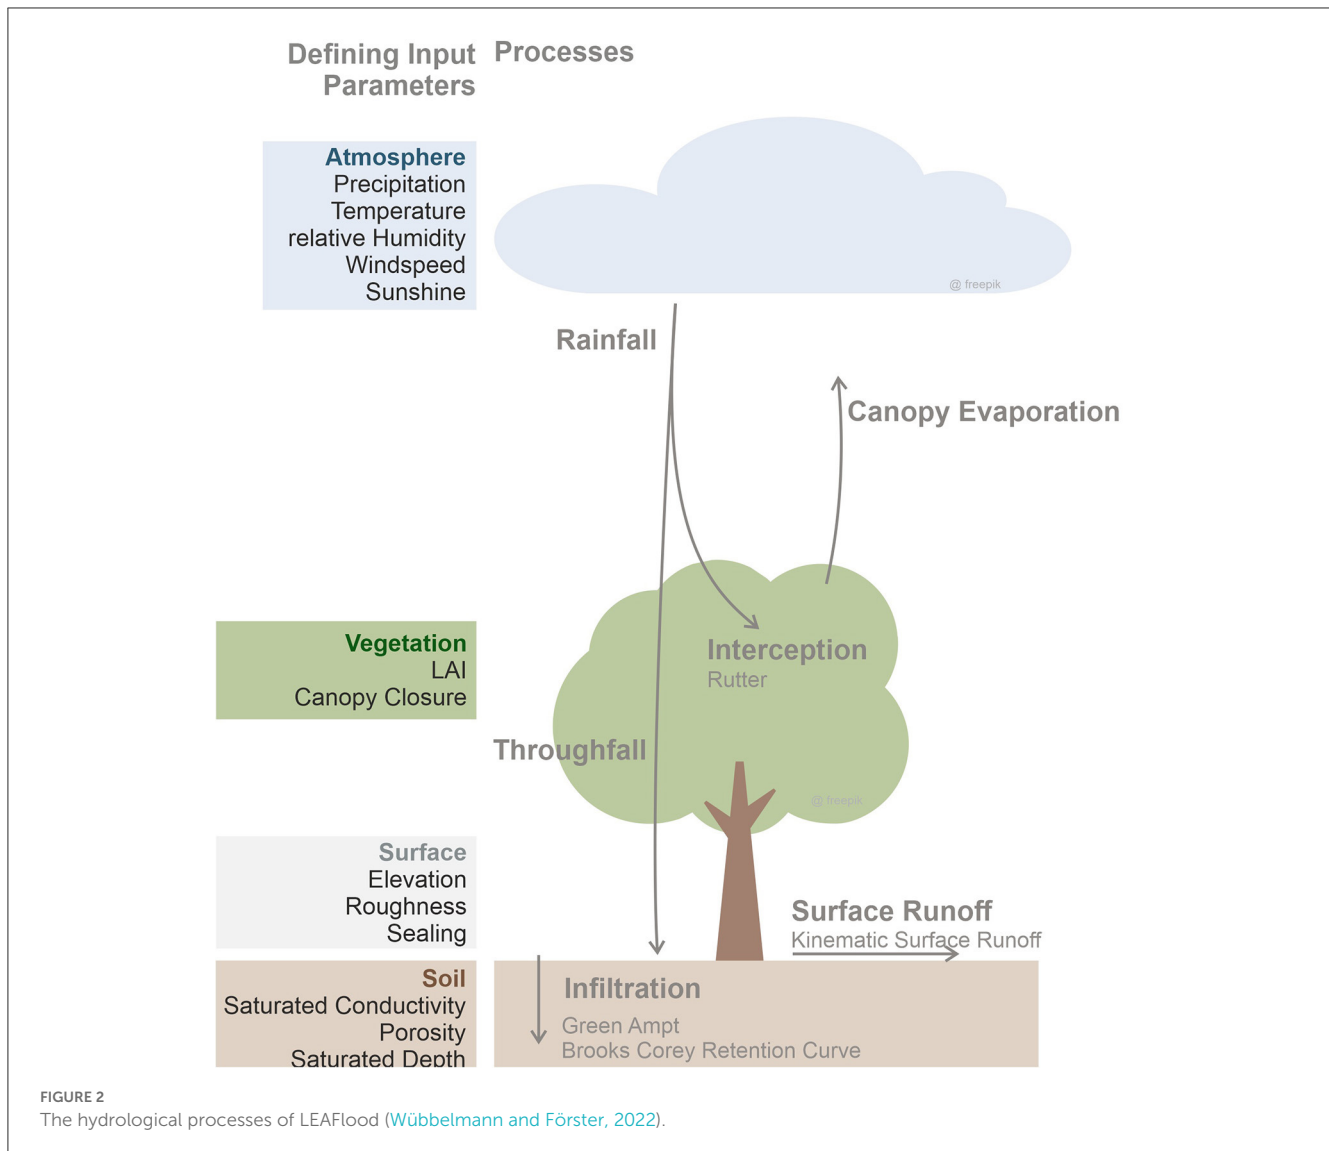 Defining Input
Parameters
Processes
Atmosphere
Precipitation
Temperature
relative Humidity
Windspeed
Sunshine
@ freepik
Rainfall
Canopy Evaporation
Vegetation
LAI
Canopy Closure
Interception
Rutter
Throughfall
@ freepik
Surface
Elevation
Roughness
Sealing
Surface Runoff
Kinematic Surface Runoff
Soil
Saturated Conductivity
Porosity
Saturated Depth
Infiltration
Green Ampt
Brooks Corey Retention Curve
FIGURE 2
The hydrological processes of LEAFlood (Wübbelmann and Förster, 2022).